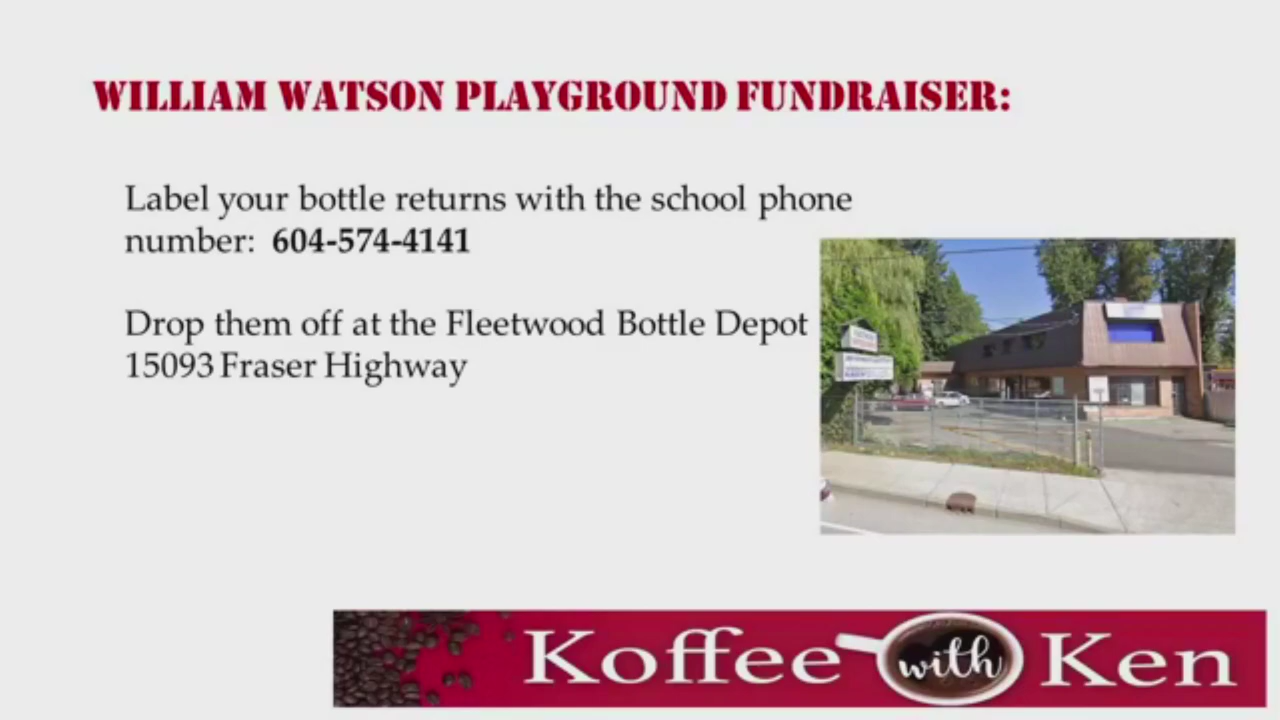 WILLIAM WATSON PLAYGROUND FUNDRAISER:
Label your bottle returns with the school phone
number: 604-574-4141
Drop them off at the Fleetwood Bottle Depot
15093 Fraser Highway
Koffee with Ken